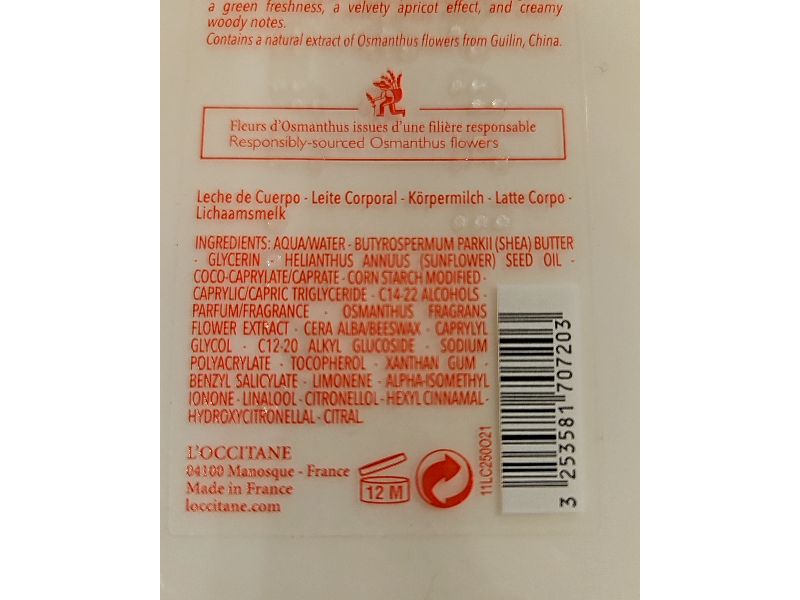 a green freshness, a velvety apricot effect, and creamy
woody notes.
Contains a natural extract of Osmanthus flowers from Guilin, China.
Fleurs d'Osmanthus issues d'une filière responsable
Responsibly-sourced Osmanthus flowers
Leche de Cuerpo - Leite Corporal - Körpermilch - Latte Corpo -
Lichaamsmelk
INGREDIENTS: AQUA/WATER - BUTYROSPERMUM PARKII (SHEA) BUTTER
- GLYCERIN - HELIANTHUS ANNUUS (SUNFLOWER) SEED OIL -
COCO-CAPRYLATE/CAPRATE - CORN STARCH MODIFIED -
CAPRYLIC/CAPRIC TRIGLYCERIDE - C14-22 ALCOHOLS -
PARFUM/FRAGRANCE - OSMANTHUS FRAGRANS
FLOWER EXTRACT - CERA ALBA/BEESWAX - CAPRYLYL
GLYCOL - C12-20 ALKYL GLUCOSIDE - SODIUM
POLYACRYLATE - TOCOPHEROL - XANTHAN GUM -
BENZYL SALICYLATE - LIMONENE - ALPHA-ISOMETHYL
IONONE - LINALOOL - CITRONELLOL - HEXYL CINNAMAL -
HYDROXYCITRONELLAL - CITRAL.
L'OCCITANE
04100 Manosque - France
Made in France
loccitane.com
12 M
11LC250O21
3 253581 707203